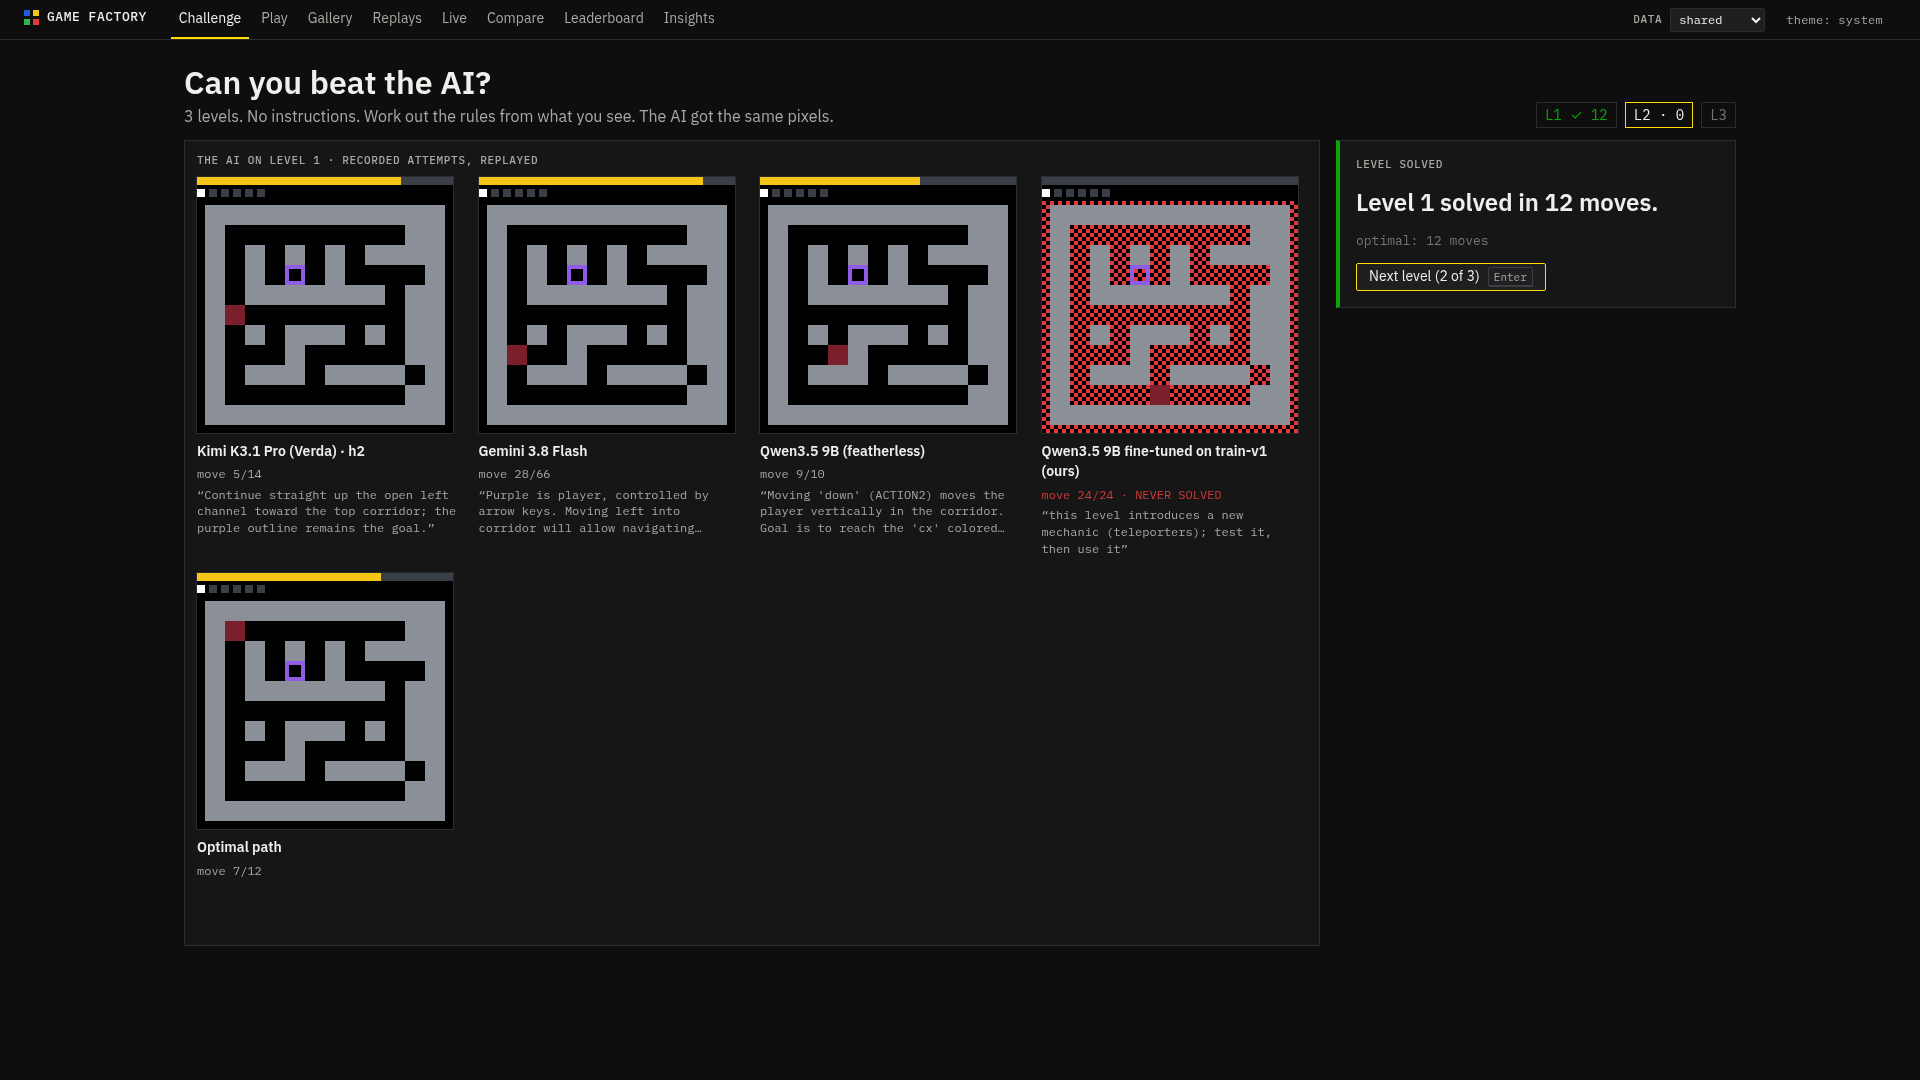 GAME FACTORY Challenge Play Gallery Replays Live Compare Leaderboard Insights DATA shared theme: system
Can you beat the AI?
3 levels. No instructions. Work out the rules from what you see. The AI got the same pixels.
L1 ✓ 12 L2 · 0 L3
THE AI ON LEVEL 1 · RECORDED ATTEMPTS, REPLAYED
Kimi K3.1 Pro (Verda) · h2
move 5/14
“Continue straight up the open left
channel toward the top corridor; the
purple outline remains the goal.”
Gemini 3.8 Flash
move 28/66
“Purple is player, controlled by
arrow keys. Moving left into
corridor will allow navigating…
Qwen3.5 9B (featherless)
move 9/10
“Moving 'down' (ACTION2) moves the
player vertically in the corridor.
Goal is to reach the 'cx' colored…
Qwen3.5 9B fine-tuned on train-v1
(ours)
move 24/24 · NEVER SOLVED
“this level introduces a new
mechanic (teleporters); test it,
then use it”
Optimal path
move 7/12
LEVEL SOLVED
Level 1 solved in 12 moves.
optimal: 12 moves
Next level (2 of 3) Enter